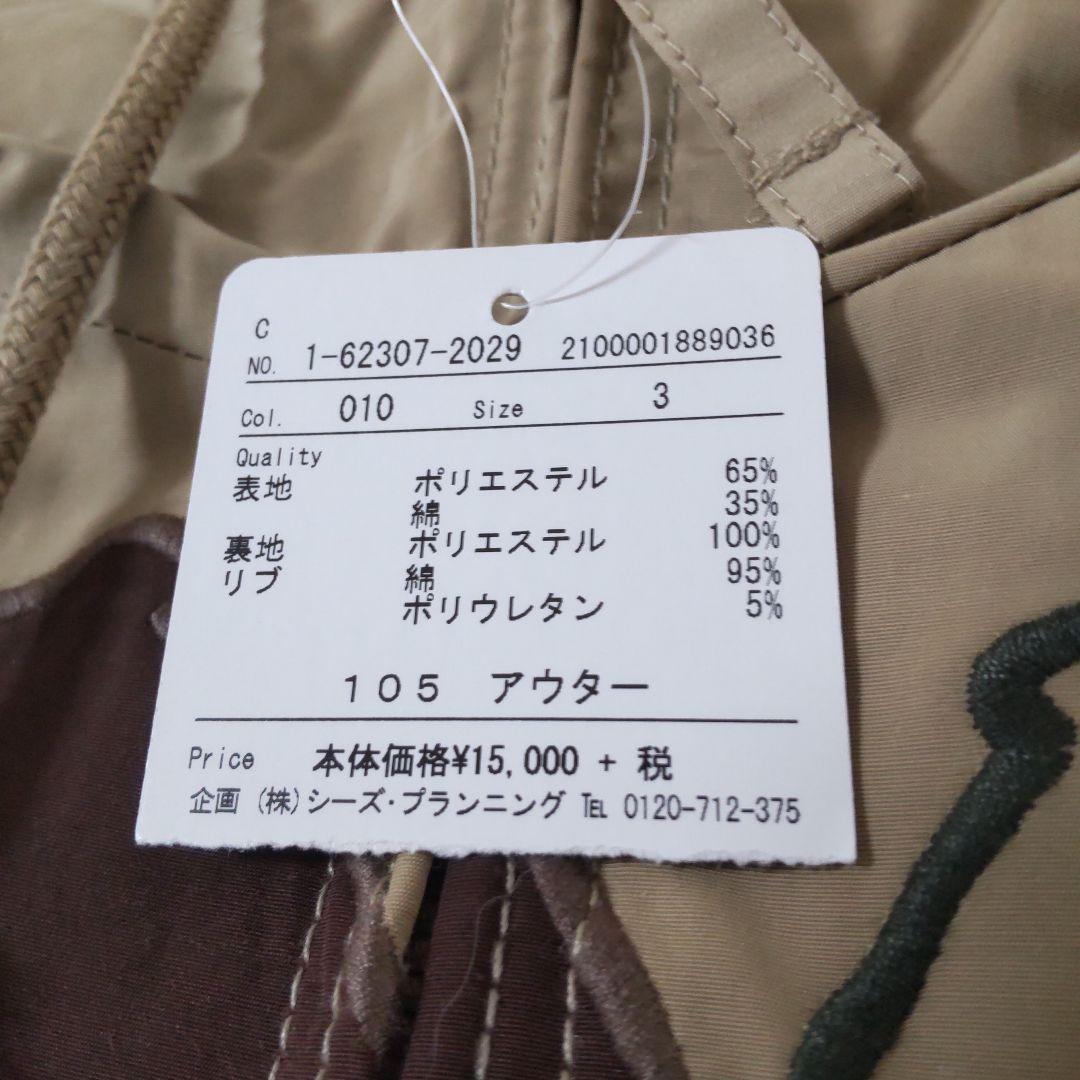 C
NO. 1-62307-2029 2100001889036
Col. 010 Size 3
Quality
表地 ポリエステル 65%
綿 35%
裏地 ポリエステル 100%
リブ 綿 95%
ポリウレタン 5%
105 アウター
Price 本体価格¥15,000 + 税
企画 (株)シーズ・プランニング ℡ 0120-712-375